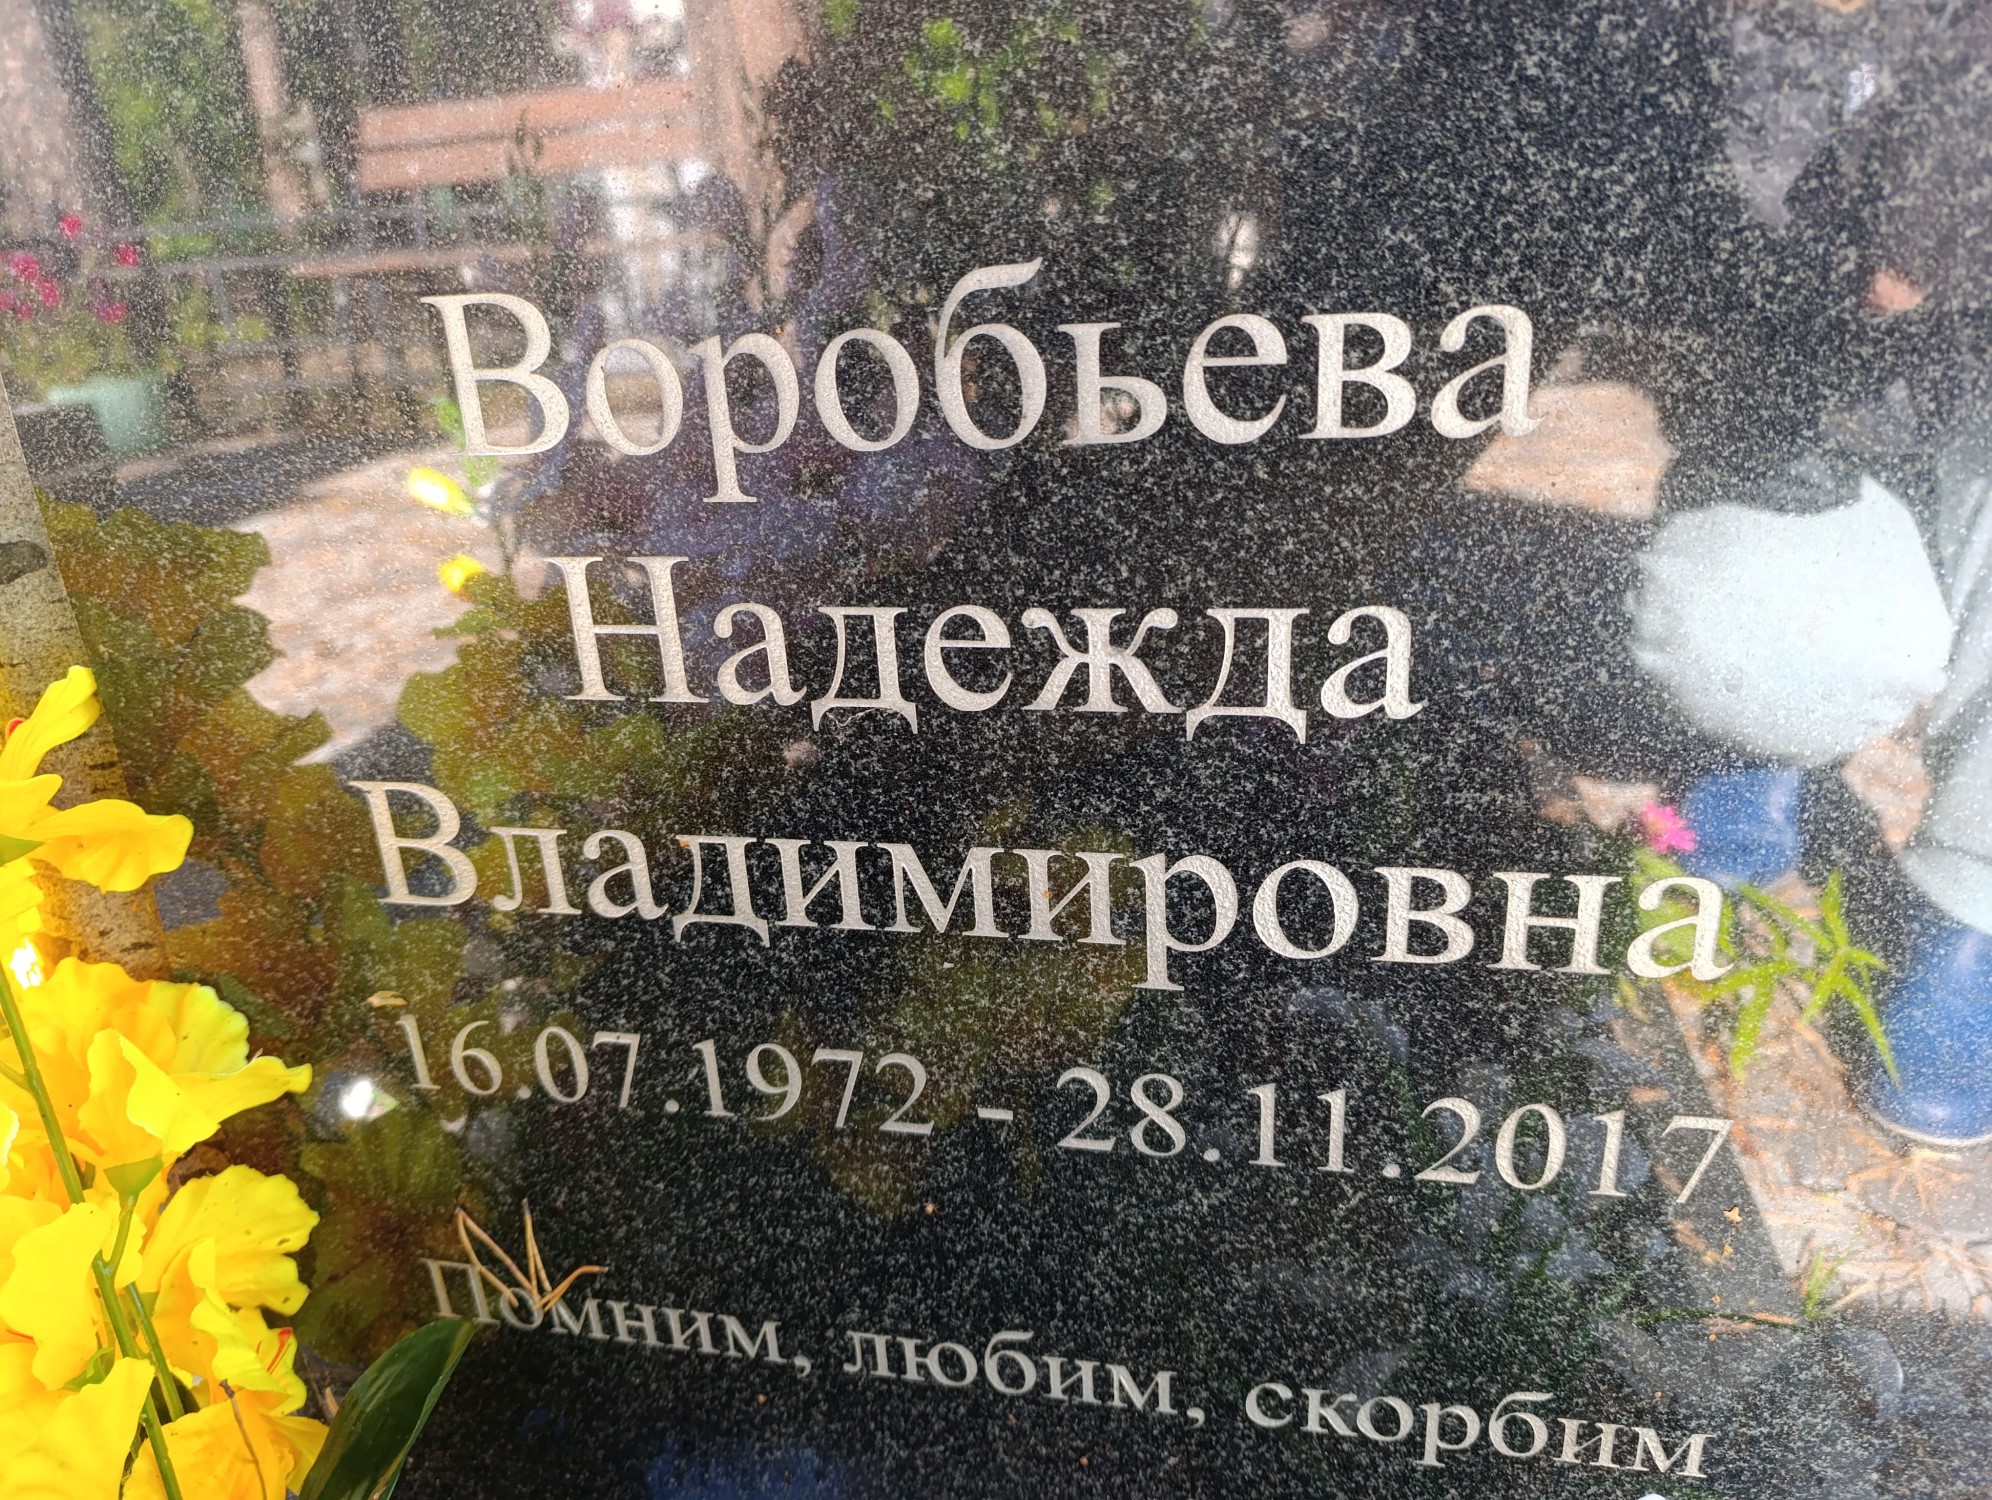 Воробьева
Надежда
Владимировна
16.07.1972 - 28.11.2017
Помним, любим, скорбим